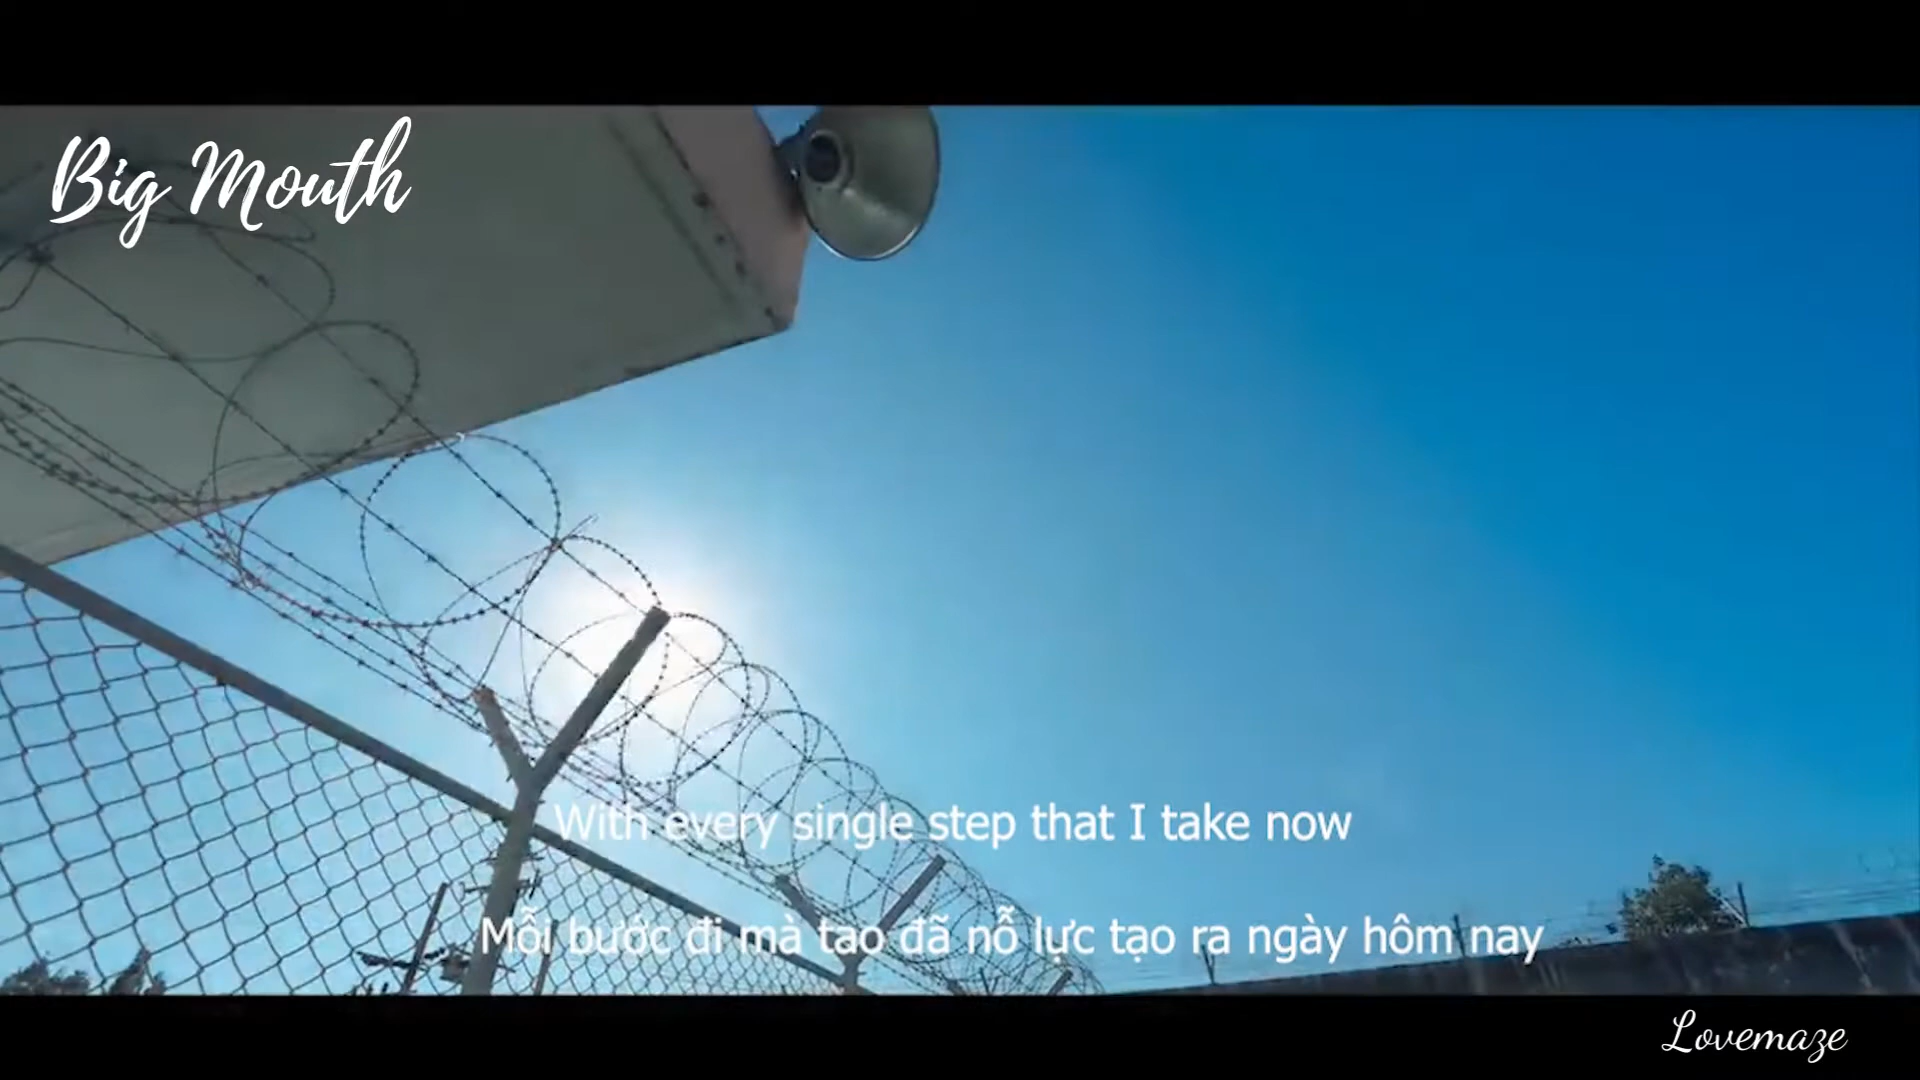 Big Mouth
With every single step that I take now
Mỗi bước đi mà tao đã nỗ lực tạo ra ngày hôm nay
Lovemaze